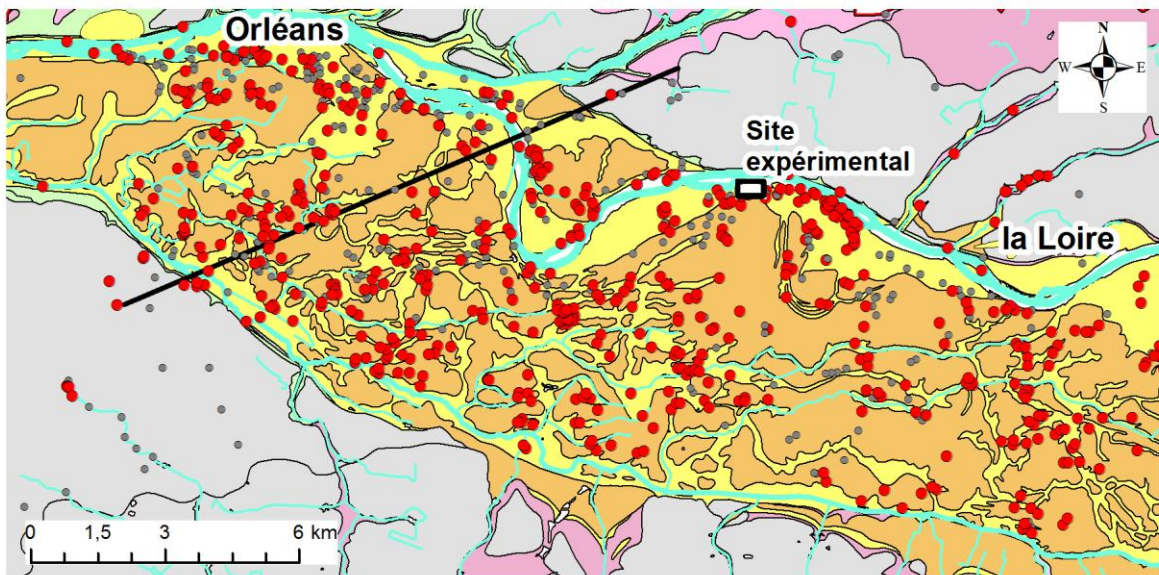 Orléans
N
W E
S
Site
expérimental
la Loire
0 1,5 3 6 km